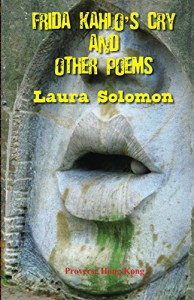 FRIDA KAHLO'S CRY
AND
OTHER POEMS
Laura Solomon
Proverse Hong Kong